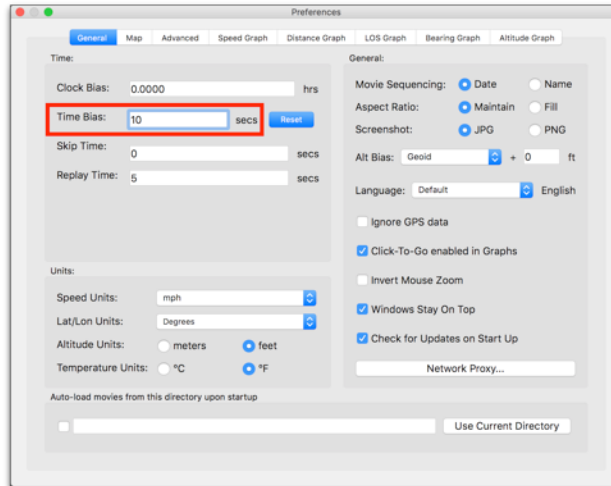 Preferences
General Map Advanced Speed Graph Distance Graph LOS Graph Bearing Graph Altitude Graph
Time:
Clock Bias: 0.0000 hrs
Time Bias: 10 secs Reset
Skip Time: 0 secs
Replay Time: 5 secs
General:
Movie Sequencing: Date Name
Aspect Ratio: Maintain Fill
Screenshot: JPG PNG
Alt Bias: Geoid + 0 ft
Language: Default English
Ignore GPS data
Click-To-Go enabled in Graphs
Invert Mouse Zoom
Windows Stay On Top
Check for Updates on Start Up
Network Proxy...
Units:
Speed Units: mph
Lat/Lon Units: Degrees
Altitude Units: meters feet
Temperature Units: °C °F
Auto-load movies from this directory upon startup
Use Current Directory